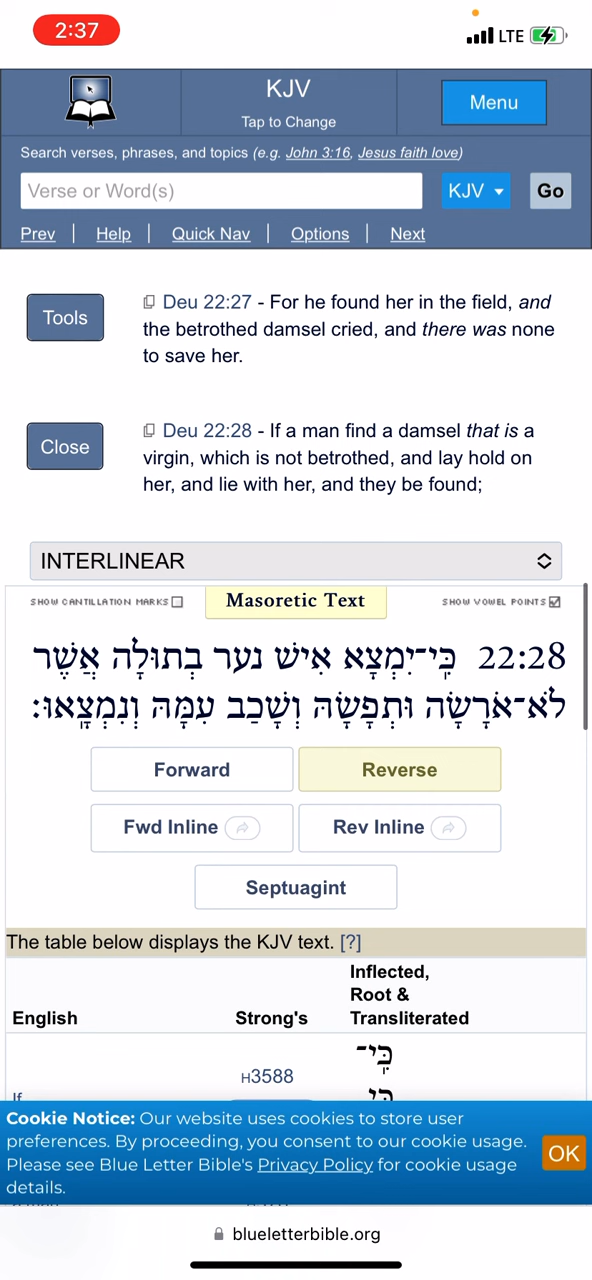 2:37
LTE
KJV
Tap to Change
Menu
Search verses, phrases, and topics (e.g. John 3:16, Jesus faith love)
Verse or Word(s)
KJV
Go
Prev | Help | Quick Nav | Options | Next
Tools
Deu 22:27 - For he found her in the field, and
the betrothed damsel cried, and there was none
to save her.
Close
Deu 22:28 - If a man find a damsel that is a
virgin, which is not betrothed, and lay hold on
her, and lie with her, and they be found;
INTERLINEAR
SHOW CANTILLATION MARKS
Masoretic Text
SHOW VOWEL POINTS
22:28 כִּֽי־יִמְצָא אִישׁ נער בְתוּלָה אֲשֶׁר
לֹא־אֹרָשָׂה וּתְפָשָׂהּ וְשָׁכַב עִמָּהּ וְנִמְצָֽאוּ׃
Forward
Reverse
Fwd Inline
Rev Inline
Septuagint
The table below displays the KJV text. [?]
English
Strong's
Inflected,
Root &
Transliterated
H3588
כִּֽי־
If
כִּי
Cookie Notice: Our website uses cookies to store user
preferences. By proceeding, you consent to our cookie usage.
Please see Blue Letter Bible's Privacy Policy for cookie usage
details.
OK
blueletterbible.org